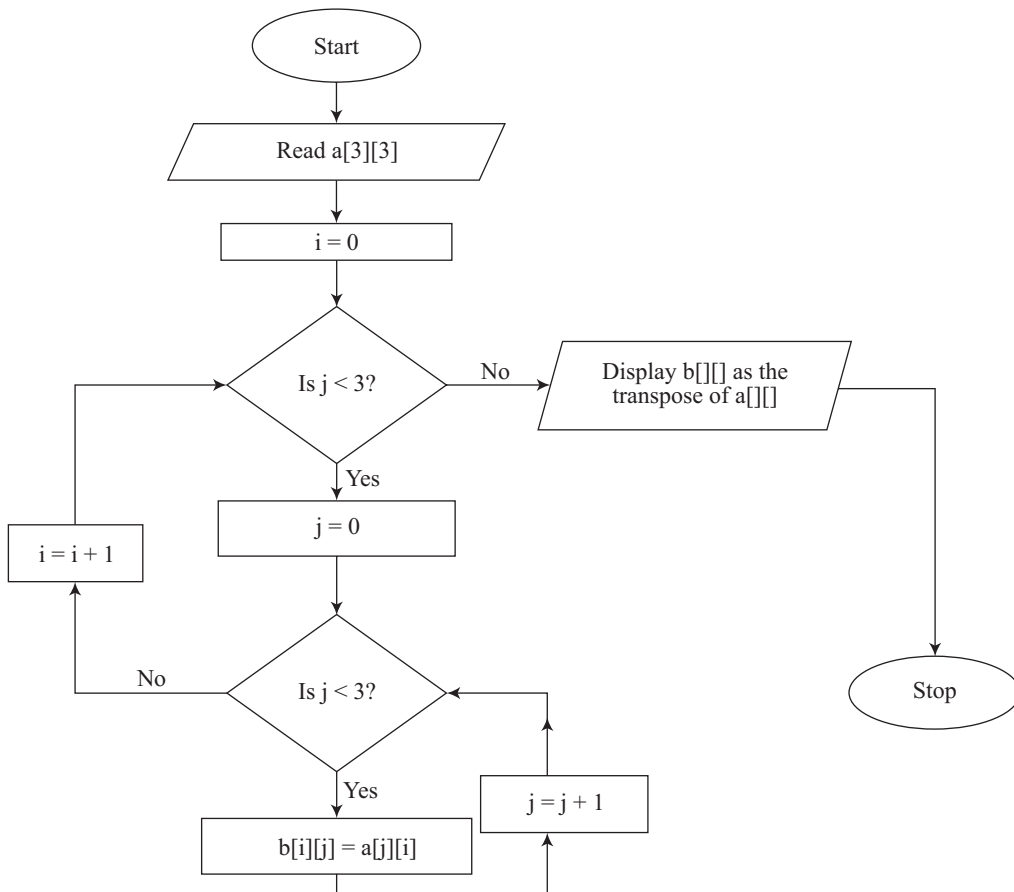 Start
Read a[3][3]
i = 0
Is j < 3?
No
Display b[][] as the
transpose of a[][]
Yes
j = 0
i = i + 1
No
Is j < 3?
Stop
Yes
j = j + 1
b[i][j] = a[j][i]